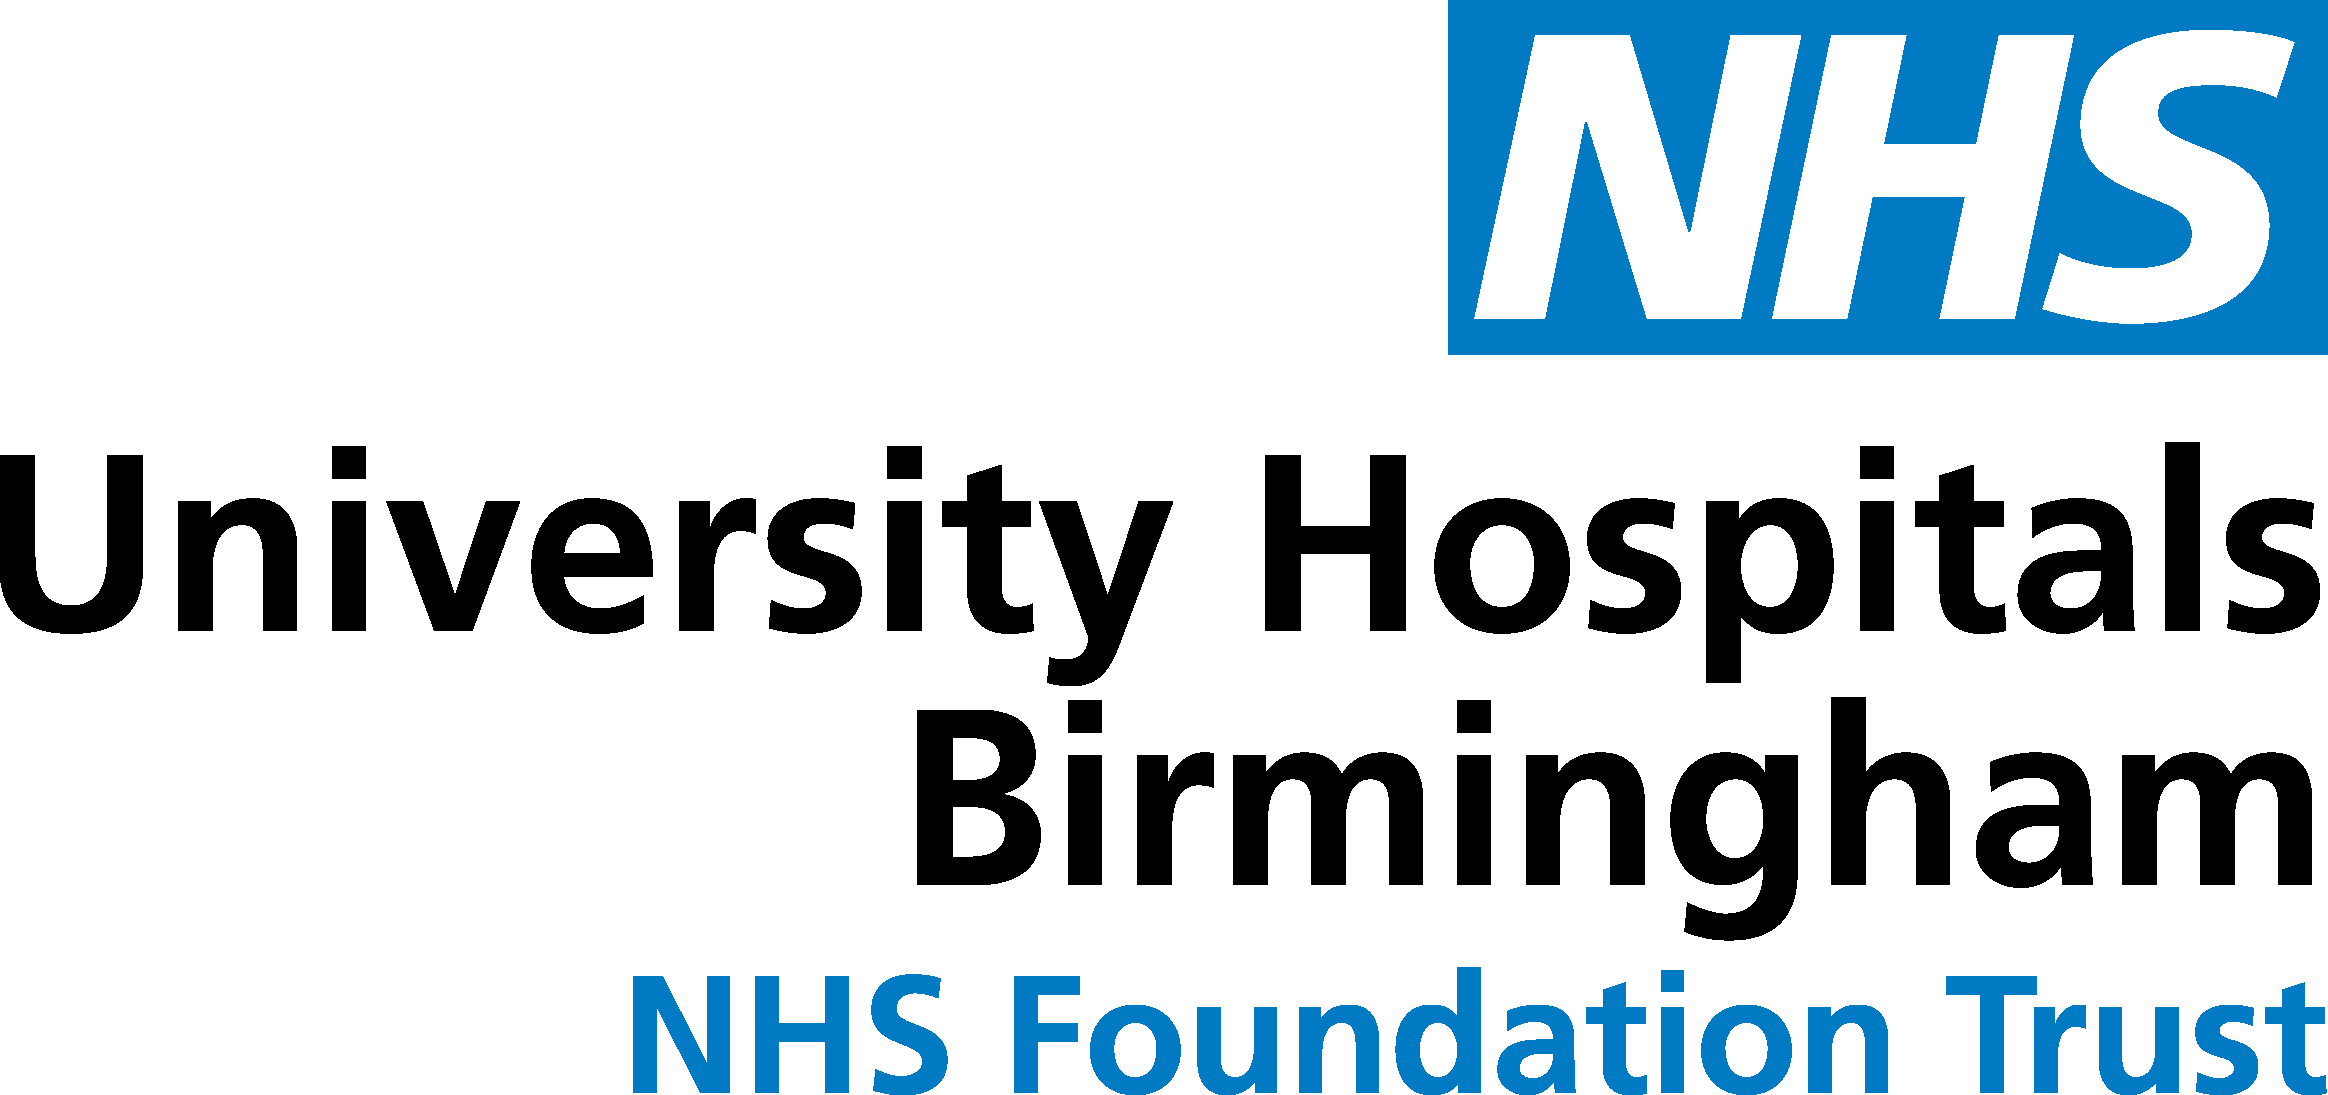 NHS
University Hospitals
Birmingham
NHS Foundation Trust